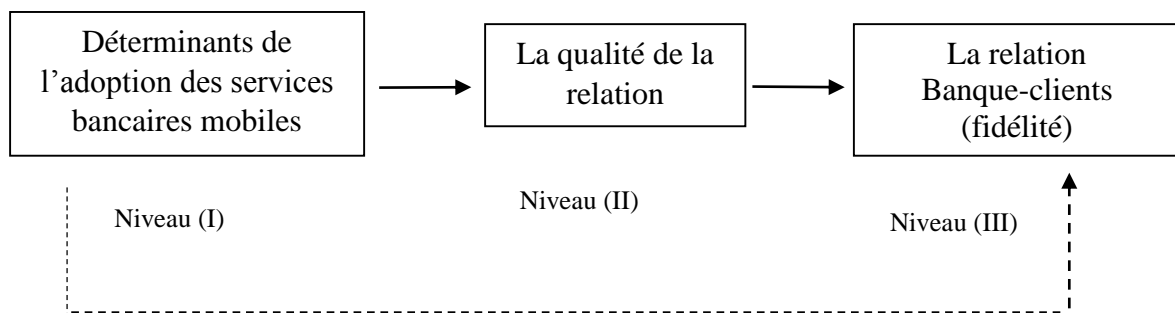 Déterminants de
l’adoption des services
bancaires mobiles
La qualité de la
relation
La relation
Banque-clients
(fidélité)
Niveau (I)
Niveau (II)
Niveau (III)